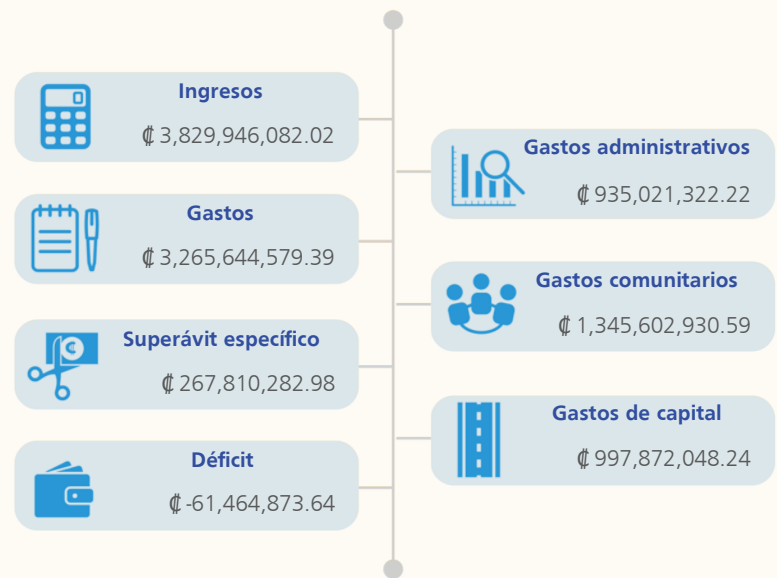 Ingresos
₡ 3,829,946,082.02
Gastos
₡ 3,265,644,579.39
Superávit específico
₡ 267,810,282.98
Déficit
₡ -61,464,873.64
Gastos administrativos
₡ 935,021,322.22
Gastos comunitarios
₡ 1,345,602,930.59
Gastos de capital
₡ 997,872,048.24